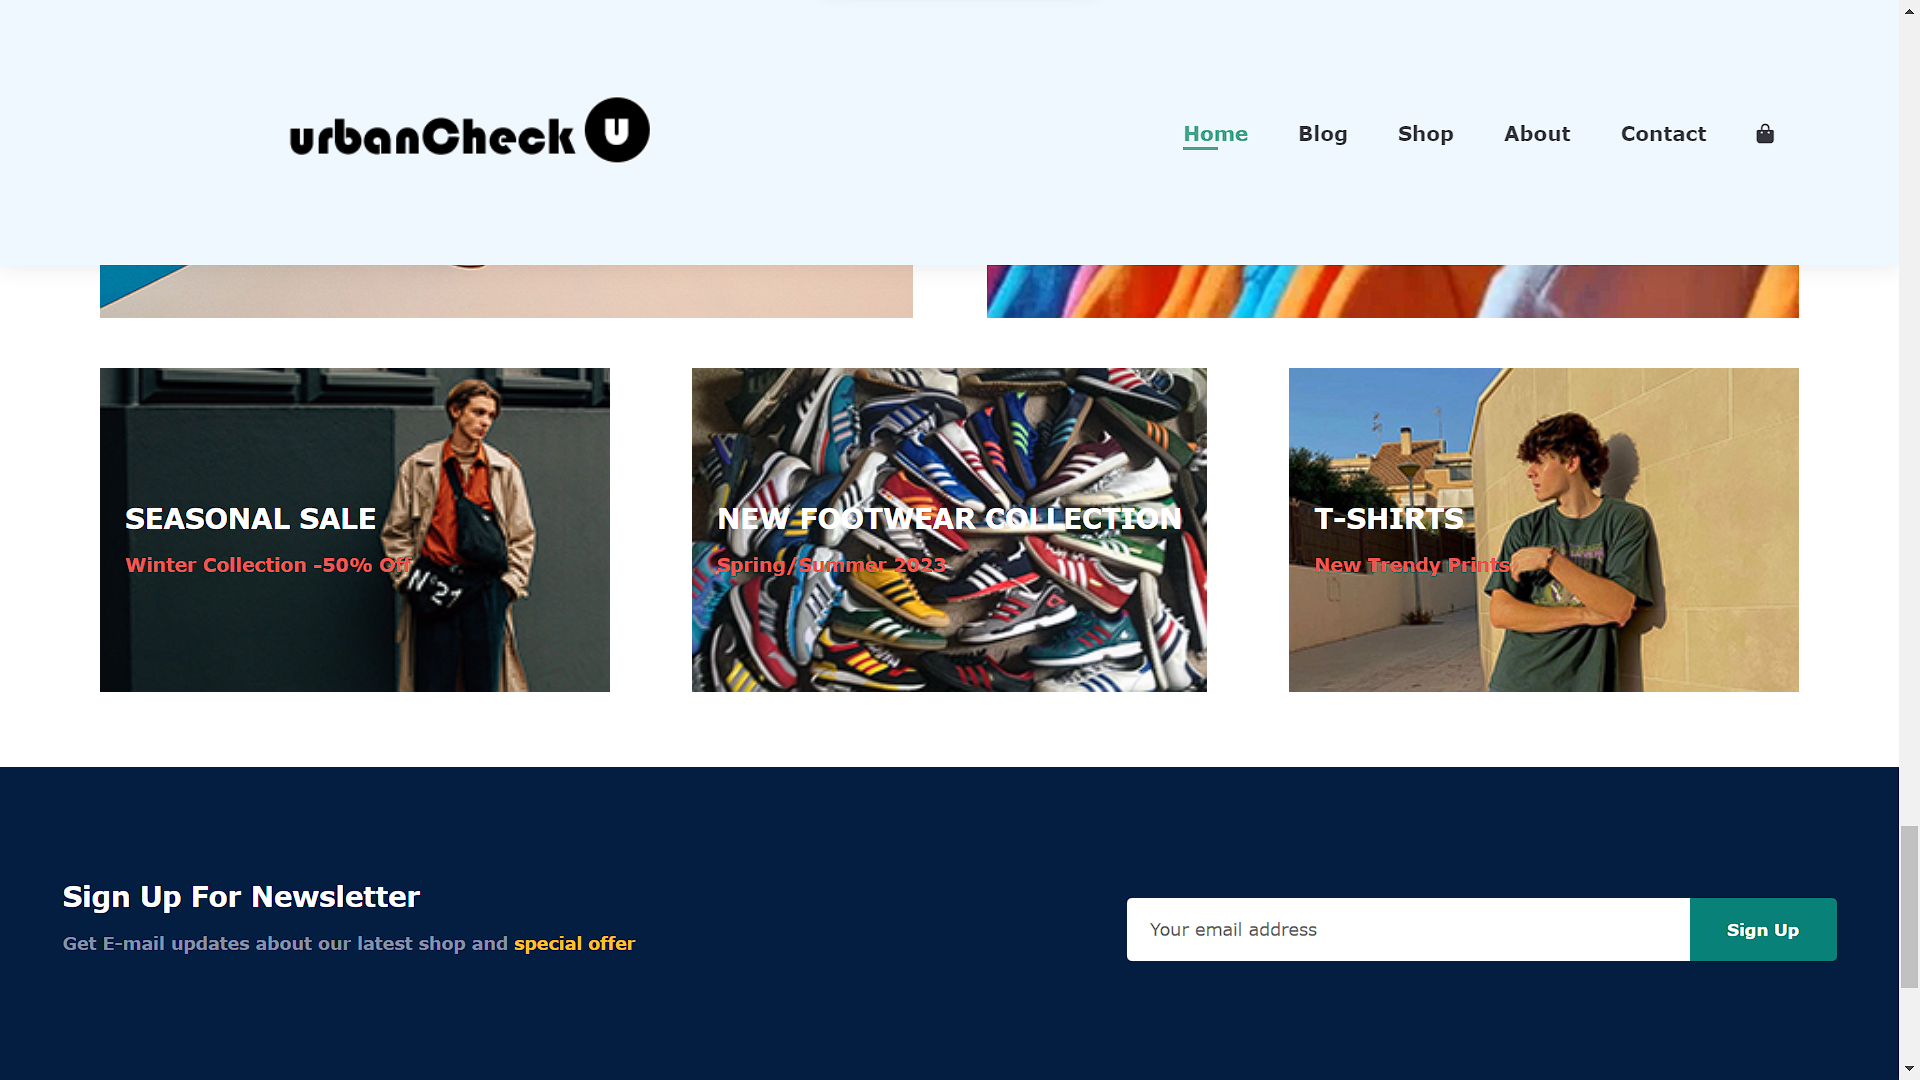 urbanCheck U
Home Blog Shop About Contact
SEASONAL SALE
Winter Collection -50% Off
N°21
NEW FOOTWEAR COLLECTION
Spring/Summer 2023
T-SHIRTS
New Trendy Prints
Sign Up For Newsletter
Get E-mail updates about our latest shop and special offer
Your email address
Sign Up